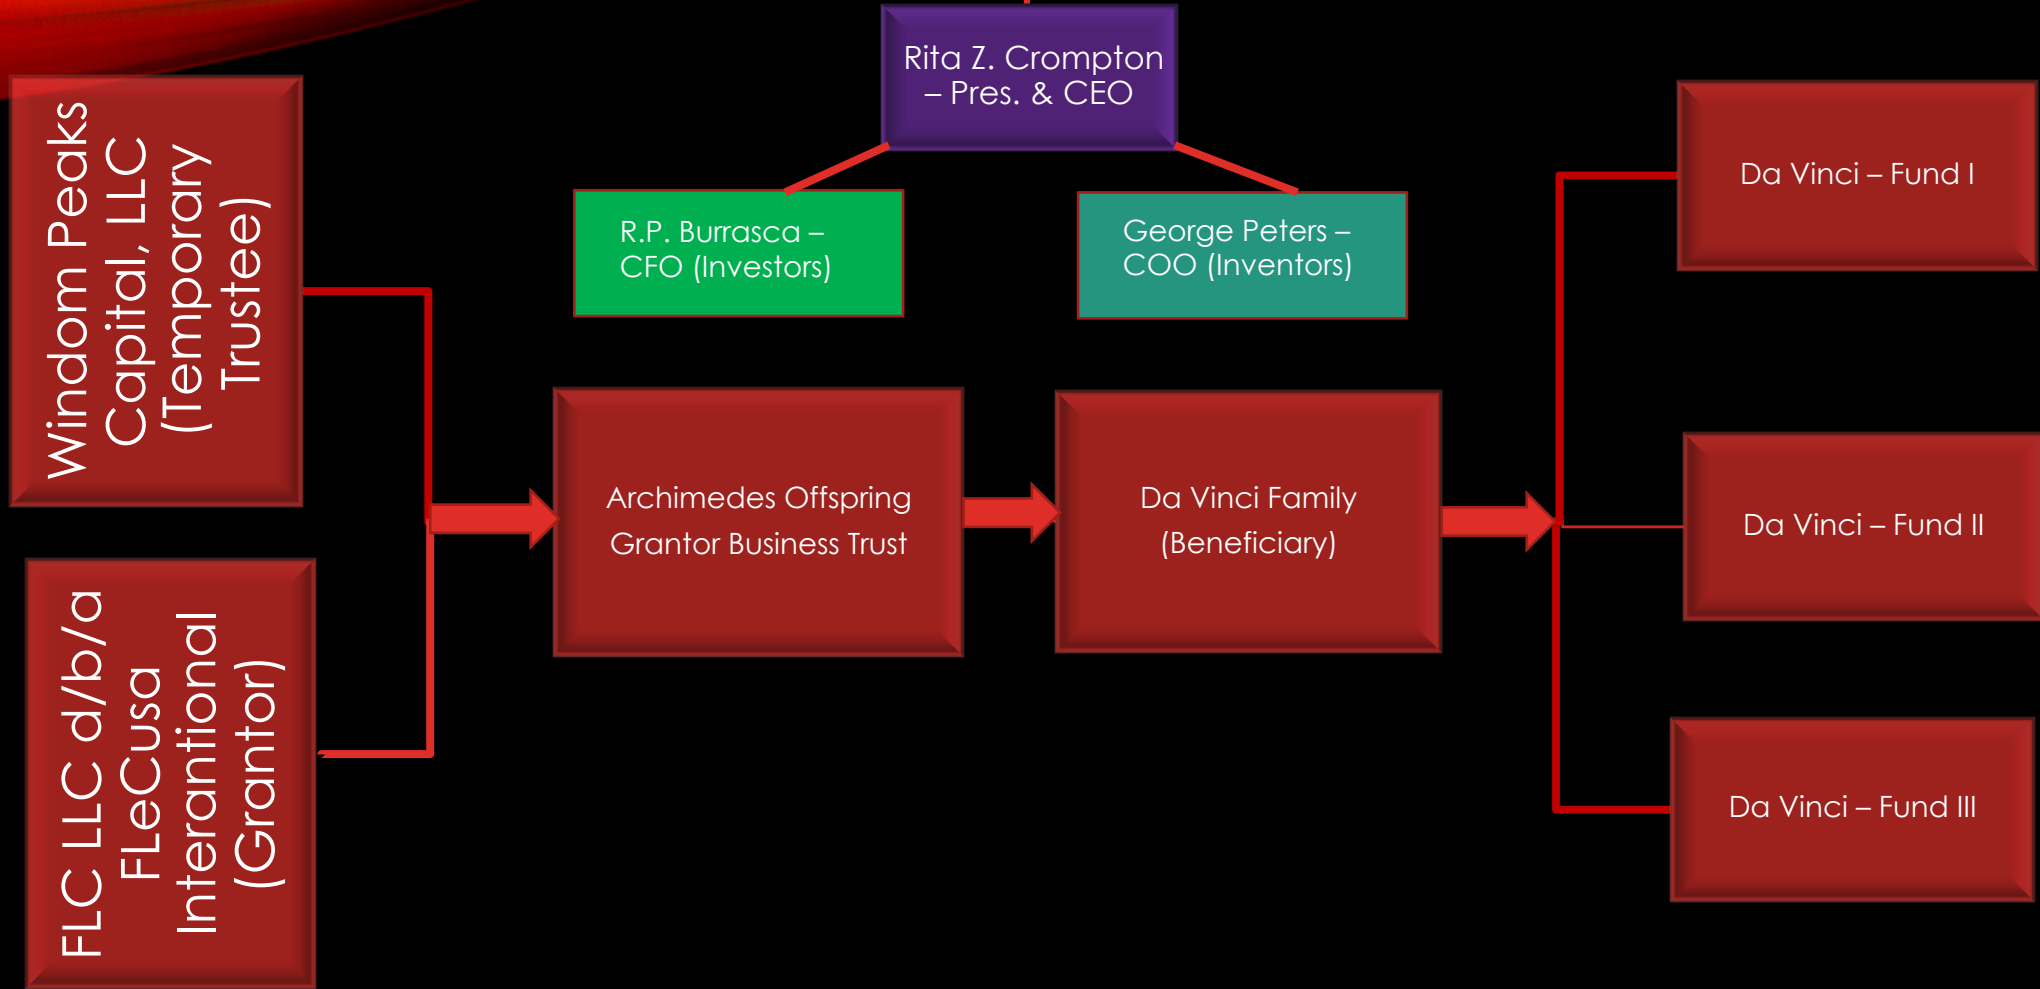 Rita Z. Crompton
– Pres. & CEO
R.P. Burrasca –
CFO (Investors)
George Peters –
COO (Inventors)
Windom Peaks
Capital, LLC
(Temporary
Trustee)
FLC LLC d/b/a
FLeCusa
Interantional
(Grantor)
Archimedes Offspring
Grantor Business Trust
Da Vinci Family
(Beneficiary)
Da Vinci – Fund I
Da Vinci – Fund II
Da Vinci – Fund III